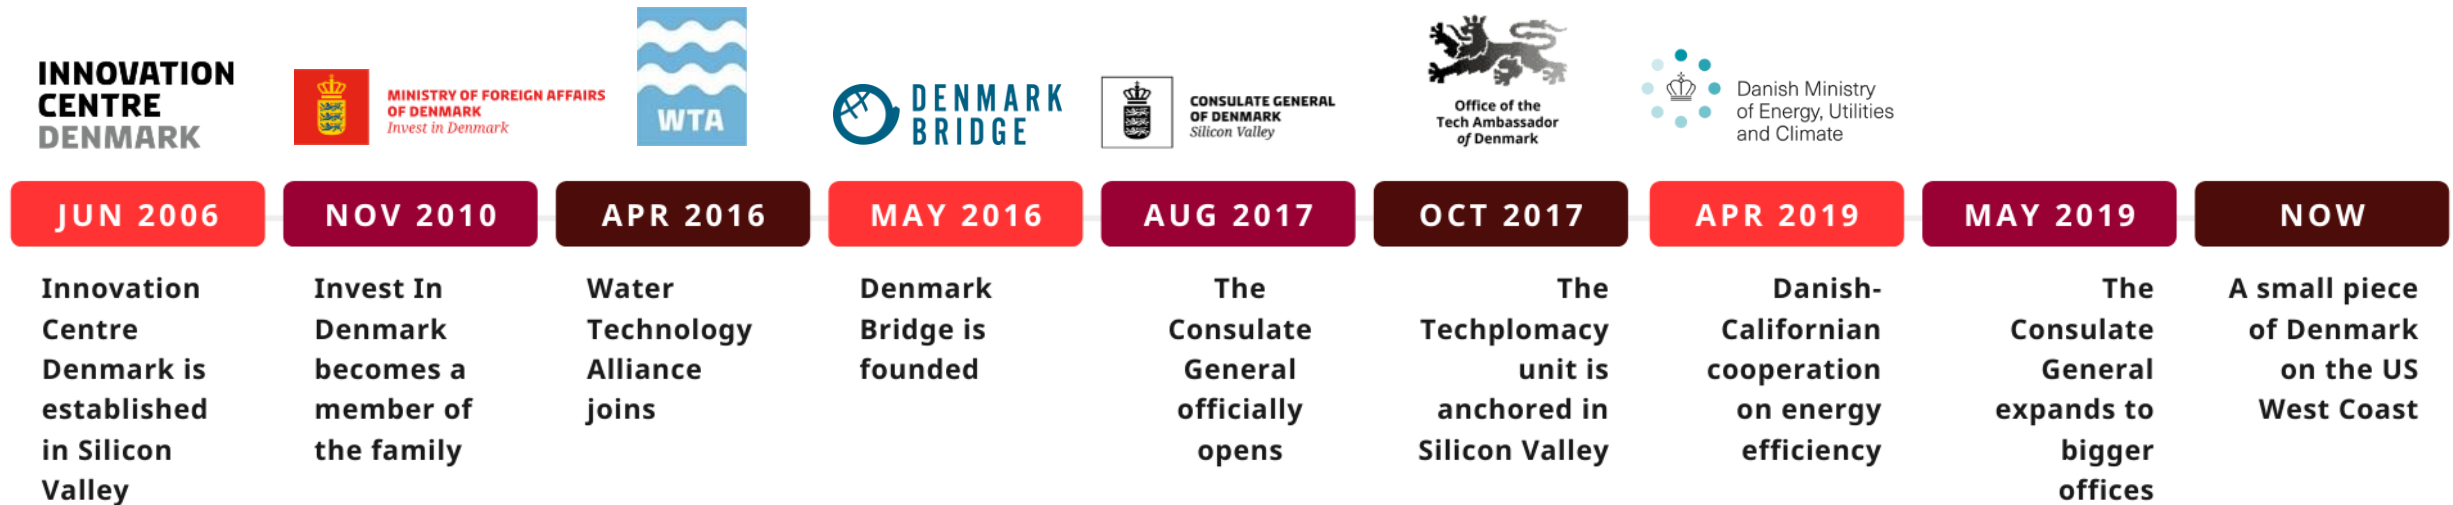 INNOVATION
CENTRE
DENMARK
MINISTRY OF FOREIGN AFFAIRS
OF DENMARK
Invest in Denmark
WTA
DENMARK
BRIDGE
CONSULATE GENERAL
OF DENMARK
Silicon Valley
Office of the
Tech Ambassador
of Denmark
Danish Ministry
of Energy, Utilities
and Climate
JUN 2006
Innovation
Centre
Denmark is
established
in Silicon
Valley
NOV 2010
Invest In
Denmark
becomes a
member of
the family
APR 2016
Water
Technology
Alliance
joins
MAY 2016
Denmark
Bridge is
founded
AUG 2017
The
Consulate
General
officially
opens
OCT 2017
The
Techplomacy
unit is
anchored in
Silicon Valley
APR 2019
Danish-
Californian
cooperation
on energy
efficiency
MAY 2019
The
Consulate
General
expands to
bigger
offices
NOW
A small piece
of Denmark
on the US
West Coast